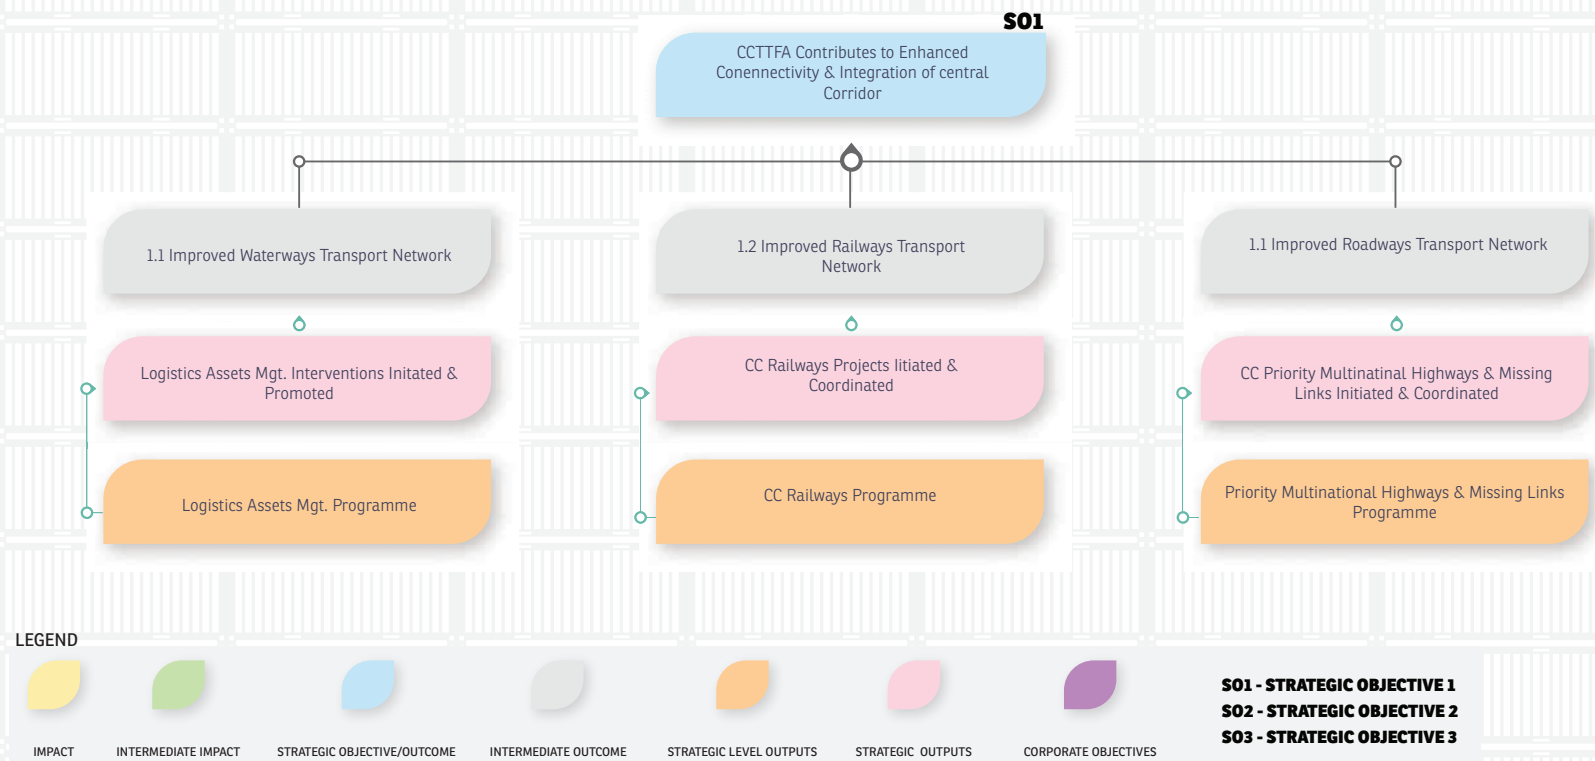 SO1
CCTTFA Contributes to Enhanced
Conennectivity & Integration of central
Corridor
1.1 Improved Waterways Transport Network
1.2 Improved Railways Transport
Network
1.1 Improved Roadways Transport Network
Logistics Assets Mgt. Interventions Initated &
Promoted
CC Railways Projects Iitiated &
Coordinated
CC Priority Multinatinal Highways & Missing
Links Initiated & Coordinated
Logistics Assets Mgt. Programme
CC Railways Programme
Priority Multinational Highways & Missing Links
Programme
LEGEND
IMPACT
INTERMEDIATE IMPACT
STRATEGIC OBJECTIVE/OUTCOME
INTERMEDIATE OUTCOME
STRATEGIC LEVEL OUTPUTS
STRATEGIC OUTPUTS
CORPORATE OBJECTIVES
SO1 - STRATEGIC OBJECTIVE 1
SO2 - STRATEGIC OBJECTIVE 2
SO3 - STRATEGIC OBJECTIVE 3